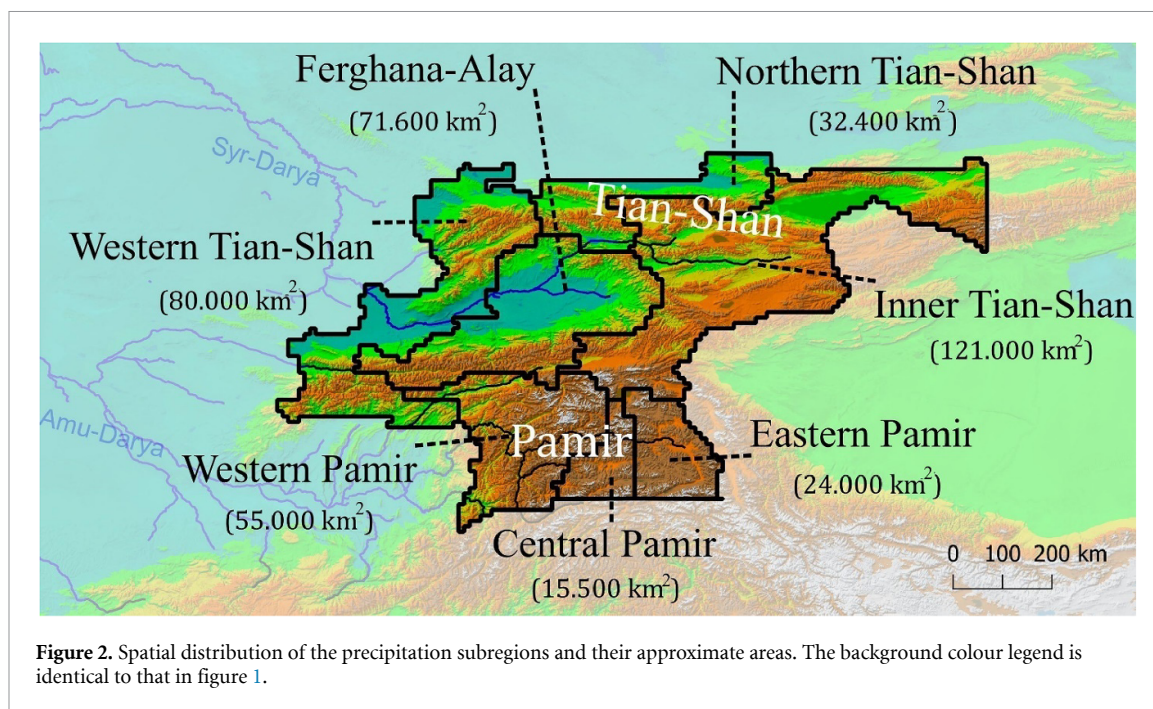 Ferghana-Alay
(71.600 km²)
Northern Tian-Shan
(32.400 km²)
Syr-Darya
Tian-Shan
Western Tian-Shan
(80.000 km²)
Inner Tian-Shan
(121.000 km²)
Amu-Darya
Pamir
Eastern Pamir
(24.000 km²)
Western Pamir
(55.000 km²)
Central Pamir
(15.500 km²)
0 100 200 km
Figure 2. Spatial distribution of the precipitation subregions and their approximate areas. The background colour legend is
identical to that in figure 1.